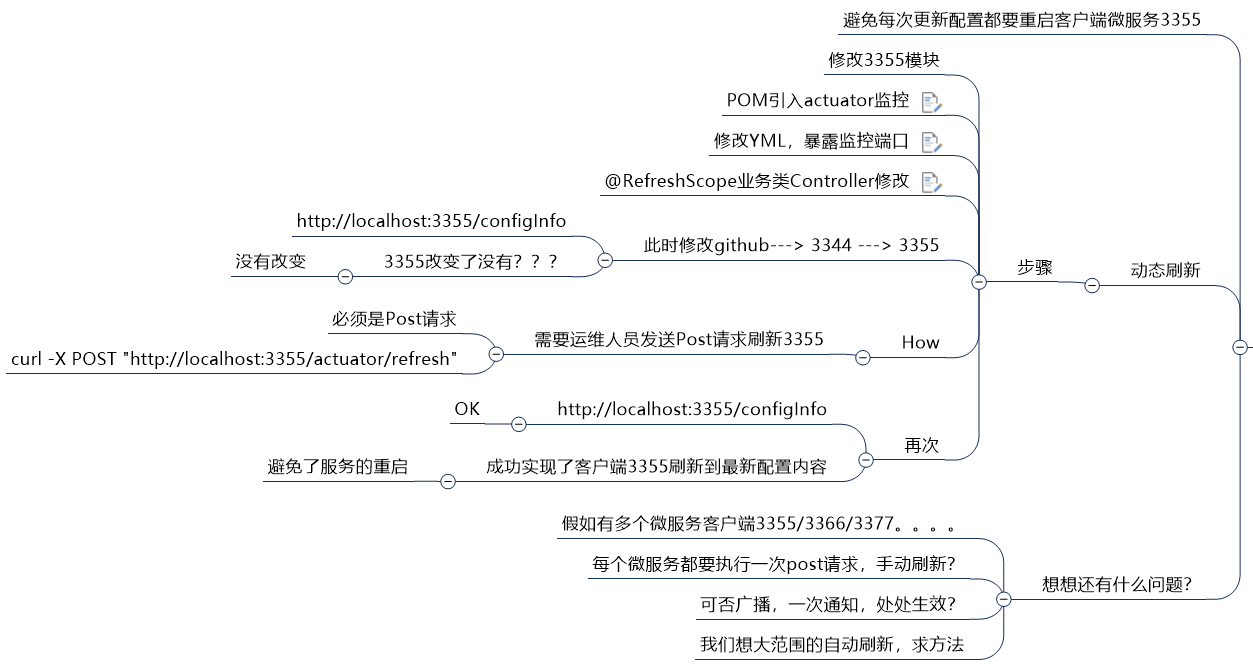 避免每次更新配置都要重启客户端微服务3355
修改3355模块
POM引入actuator监控
修改YML，暴露监控端口
@RefreshScope业务类Controller修改
http://localhost:3355/configInfo
此时修改github---> 3344 ---> 3355
没有改变
3355改变了没有？？？
步骤
动态刷新
必须是Post请求
需要运维人员发送Post请求刷新3355
How
curl -X POST "http://localhost:3355/actuator/refresh"
OK
http://localhost:3355/configInfo
再次
避免了服务的重启
成功实现了客户端3355刷新到最新配置内容
假如有多个微服务客户端3355/3366/3377。。。。
每个微服务都要执行一次post请求，手动刷新？
想想还有什么问题？
可否广播，一次通知，处处生效？
我们想大范围的自动刷新，求方法